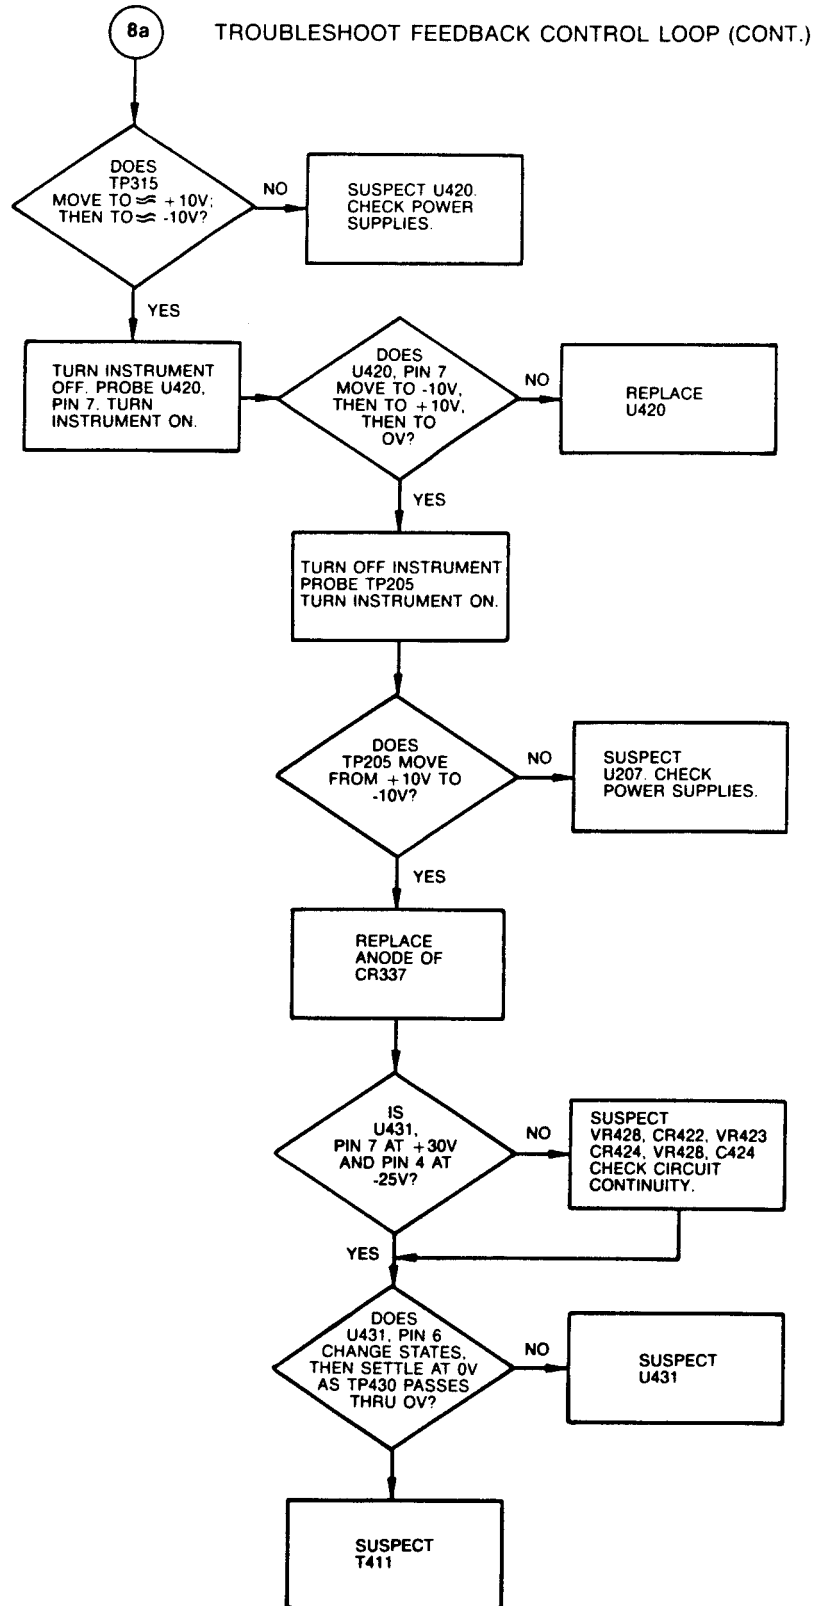 8a
TROUBLESHOOT FEEDBACK CONTROL LOOP (CONT.)
DOES
TP315
MOVE TO ≈ +10V;
THEN TO ≈ -10V?
NO
SUSPECT U420.
CHECK POWER
SUPPLIES.
YES
TURN INSTRUMENT
OFF. PROBE U420,
PIN 7. TURN
INSTRUMENT ON.
DOES
U420, PIN 7
MOVE TO -10V,
THEN TO +10V,
THEN TO
OV?
NO
REPLACE
U420
YES
TURN OFF INSTRUMENT
PROBE TP205
TURN INSTRUMENT ON.
DOES
TP205 MOVE
FROM +10V TO
-10V?
NO
SUSPECT
U207. CHECK
POWER SUPPLIES.
YES
REPLACE
ANODE OF
CR337
IS
U431,
PIN 7 AT +30V
AND PIN 4 AT
-25V?
NO
SUSPECT
VR428, CR422, VR423
CR424, VR428, C424
CHECK CIRCUIT
CONTINUITY.
YES
DOES
U431, PIN 6
CHANGE STATES,
THEN SETTLE AT 0V
AS TP430 PASSES
THRU OV?
NO
SUSPECT
U431
SUSPECT
T411